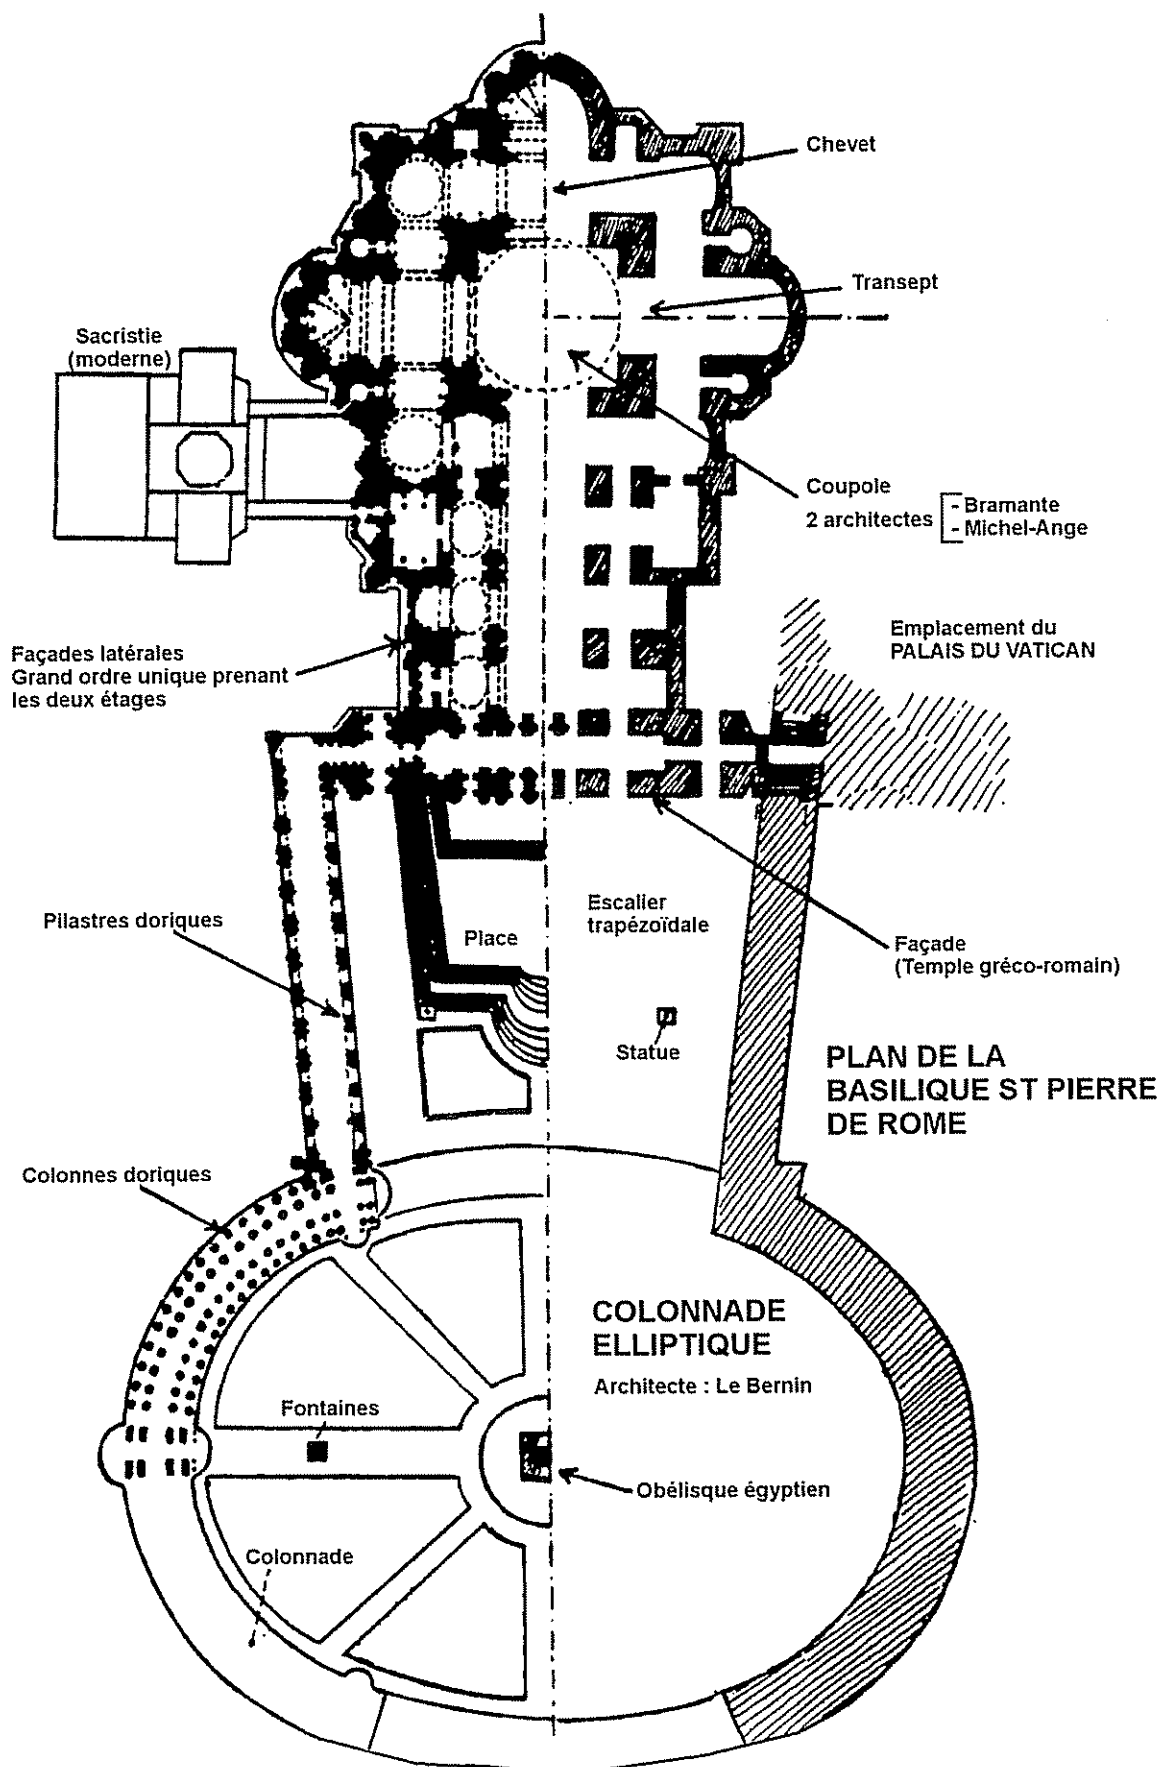 Chevet
Transept
Sacristie
(moderne)
Coupole
2 architectes
- Bramante
- Michel-Ange
Emplacement du
PALAIS DU VATICAN
Façades latérales
Grand ordre unique prenant
les deux étages
Escalier
trapézoïdale
Pilastres doriques
Place
Façade
(Temple gréco-romain)
Statue
PLAN DE LA
BASILIQUE ST PIERRE
DE ROME
Colonnes doriques
COLONNADE
ELLIPTIQUE
Architecte : Le Bernin
Fontaines
Obélisque égyptien
Colonnade